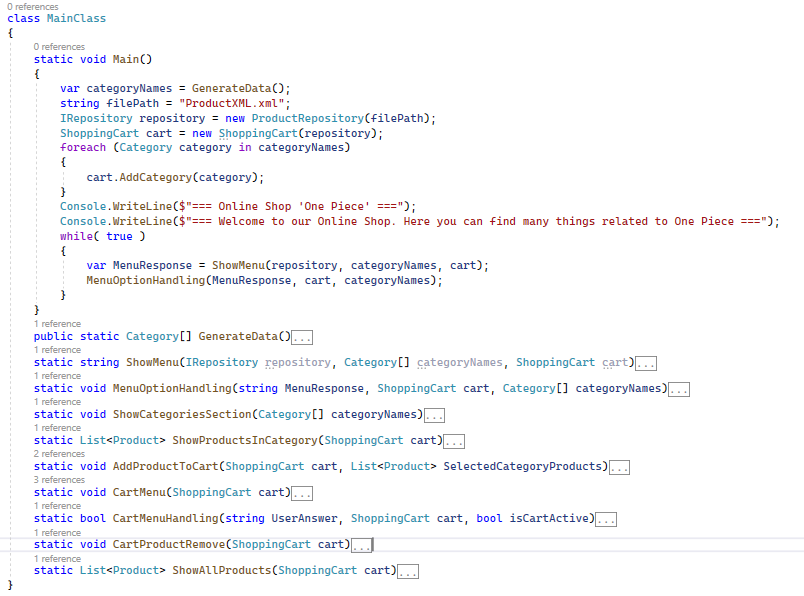 0 references
class MainClass
{
0 references
static void Main()
{
var categoryNames = GenerateData();
string filePath = "ProductXML.xml";
IRepository repository = new ProductRepository(filePath);
ShoppingCart cart = new ShoppingCart(repository);
foreach (Category category in categoryNames)
{
cart.AddCategory(category);
}
Console.WriteLine($"=== Online Shop 'One Piece' ===");
Console.WriteLine($"=== Welcome to our Online Shop. Here you can find many things related to One Piece ===");
while( true )
{
var MenuResponse = ShowMenu(repository, categoryNames, cart);
MenuOptionHandling(MenuResponse, cart, categoryNames);
}
}
1 reference
public static Category[] GenerateData()...
1 reference
static string ShowMenu(IRepository repository, Category[] categoryNames, ShoppingCart cart)...
1 reference
static void MenuOptionHandling(string MenuResponse, ShoppingCart cart, Category[] categoryNames)...
1 reference
static void ShowCategoriesSection(Category[] categoryNames)...
1 reference
static List<Product> ShowProductsInCategory(ShoppingCart cart)...
2 references
static void AddProductToCart(ShoppingCart cart, List<Product> SelectedCategoryProducts)...
3 references
static void CartMenu(ShoppingCart cart)...
1 reference
static bool CartMenuHandling(string UserAnswer, ShoppingCart cart, bool isCartActive)...
1 reference
static void CartProductRemove(ShoppingCart cart)...
1 reference
static List<Product> ShowAllProducts(ShoppingCart cart)...
}